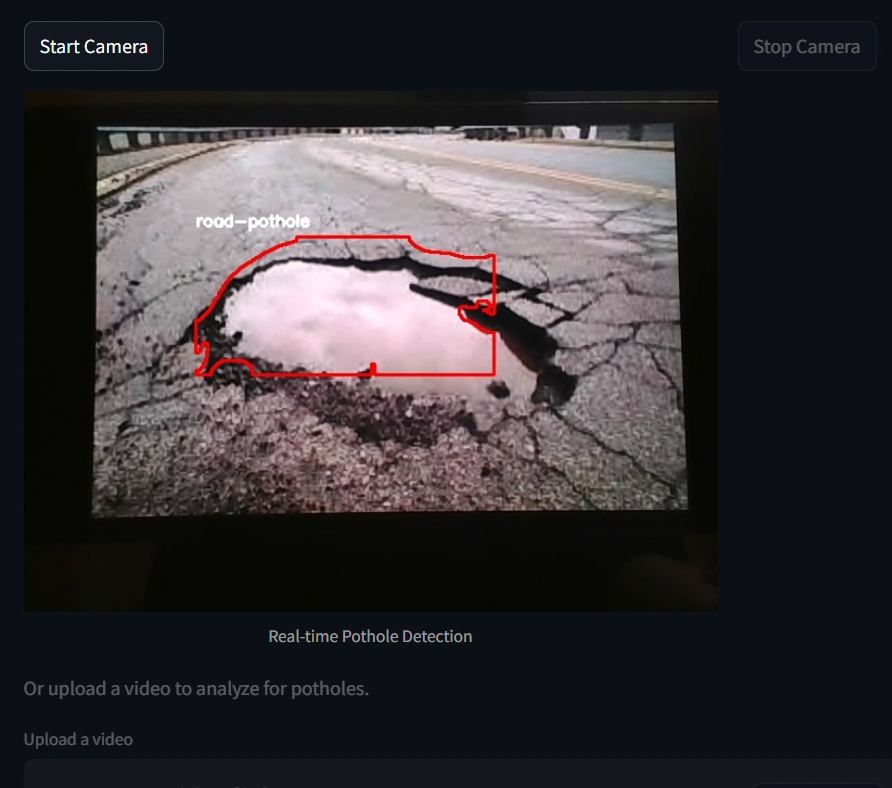 Start Camera
Stop Camera
road-pothole
Real-time Pothole Detection
Or upload a video to analyze for potholes.
Upload a video